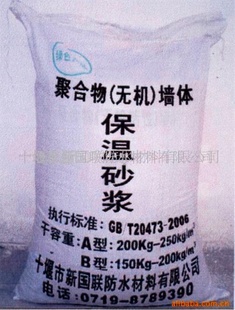 绿色
聚合物(无机)墙体
保温砂浆
执行标准: GB T20473-2006
干容重: A型: 200Kg-250kg/m³
B型: 150Kg-200kg/m³
十堰市新国联防水材料有限公司
电话: 0719-8789390